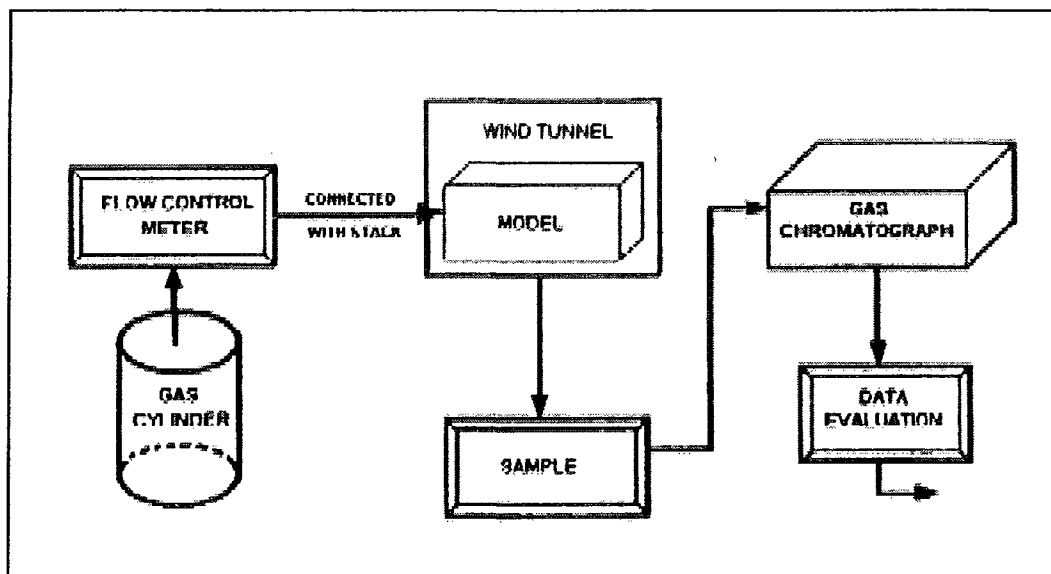 WIND TUNNEL
MODEL
FLOW CONTROL
METER
CONNECTED
WITH STACK
GAS
CYLINDER
SAMPLE
GAS
CHROMATOGRAPH
DATA
EVALUATION